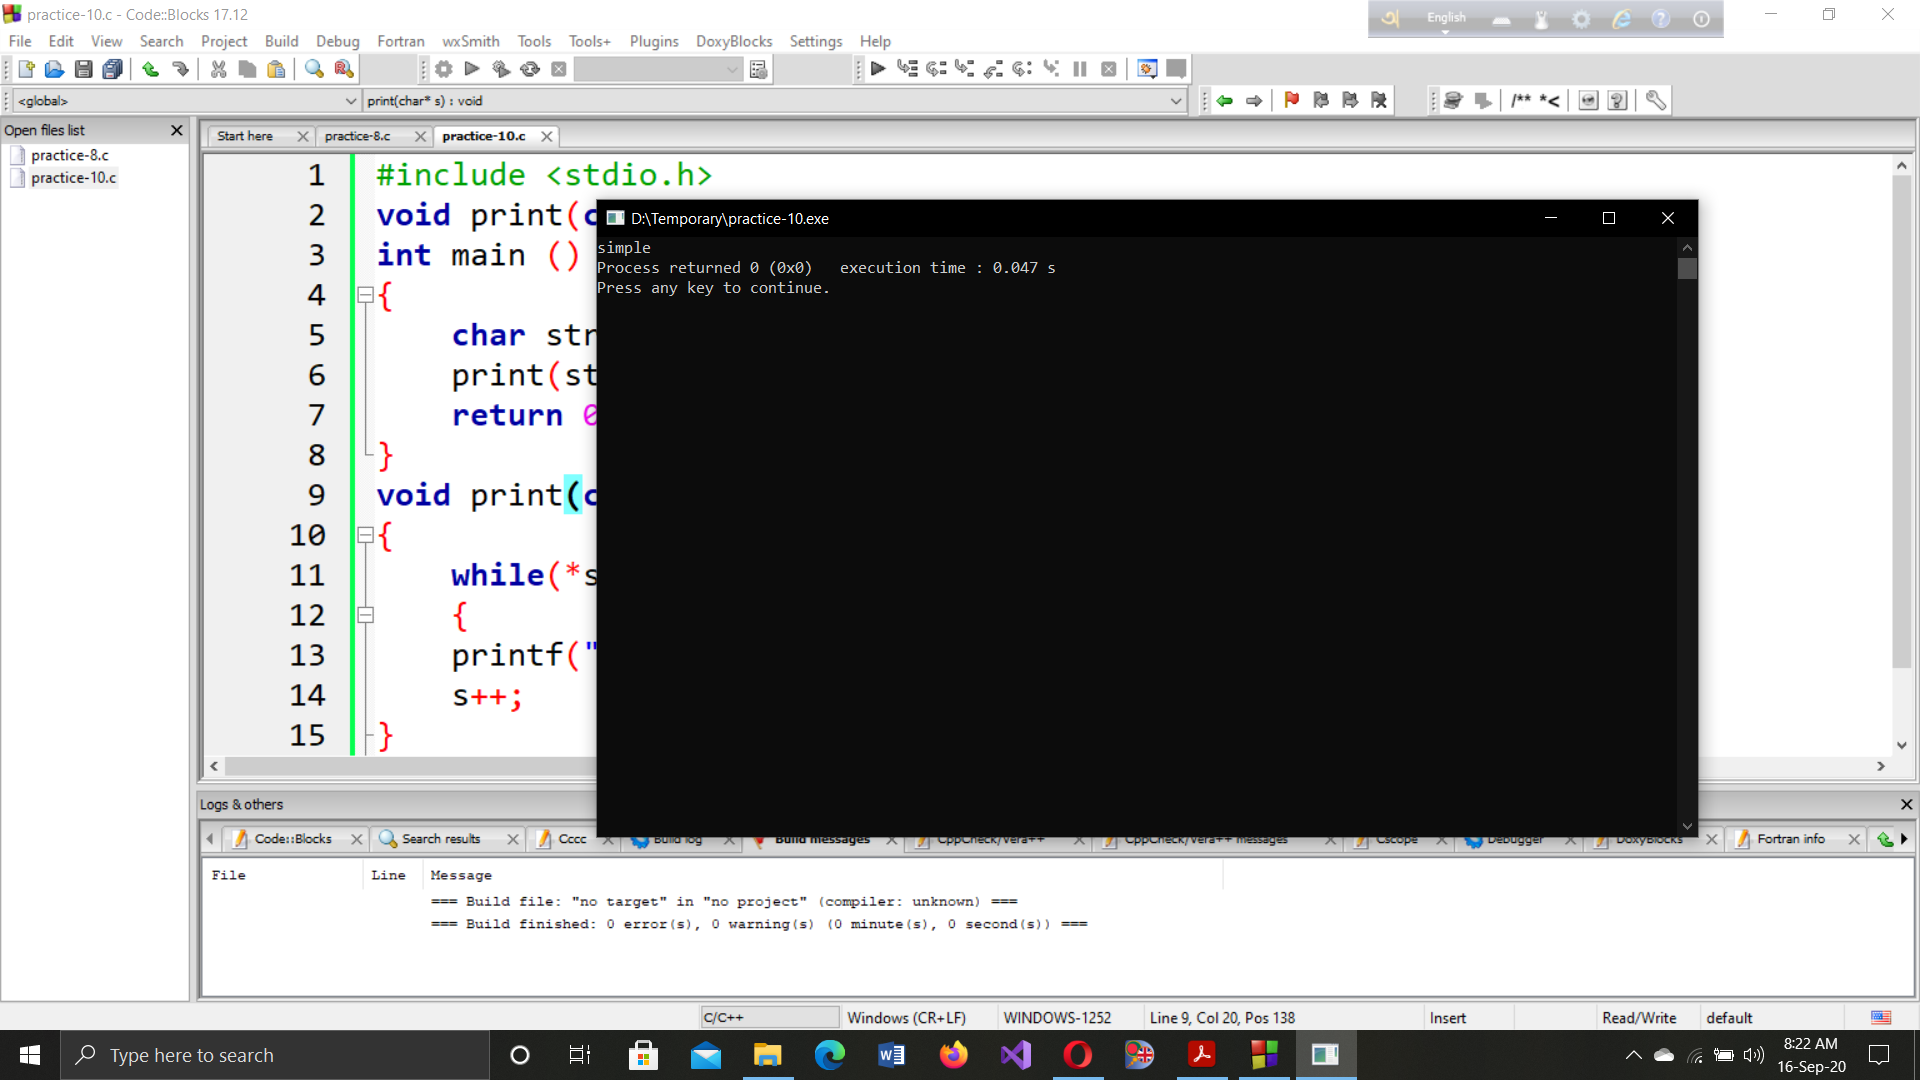 practice-10.c - Code::Blocks 17.12
English
File Edit View Search Project Build Debug Fortran wxSmith Tools Tools+ Plugins DoxyBlocks Settings Help
<global> print(char* s) : void
/** *<
Open files list
practice-8.c
practice-10.c
Start here practice-8.c practice-10.c
1 #include <stdio.h>
2 void print(c
3 int main ()
4 {
5 char str
6 print(st
7 return 0
8 }
9 void print(c
10 {
11 while(*s
12 {
13 printf("
14 s++;
15 }
D:\Temporary\practice-10.exe
simple
Process returned 0 (0x0) execution time : 0.047 s
Press any key to continue.
Logs & others
Code::Blocks Search results Cccc Build log Build messages CppCheck/Vera++ CppCheck/Vera++ messages Cscope Debugger DoxyBlocks Fortran info
File Line Message
=== Build file: "no target" in "no project" (compiler: unknown) ===
=== Build finished: 0 error(s), 0 warning(s) (0 minute(s), 0 second(s)) ===
C/C++ Windows (CR+LF) WINDOWS-1252 Line 9, Col 20, Pos 138 Insert Read/Write default
Type here to search
8:22 AM
16-Sep-20